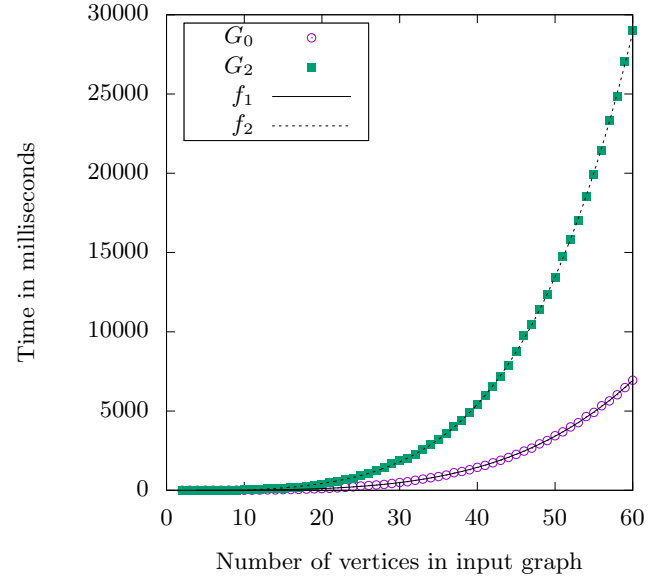 30000
25000
20000
15000
10000
5000
0
0 10 20 30 40 50 60
Time in milliseconds
Number of vertices in input graph
G0
G2
f1
f2